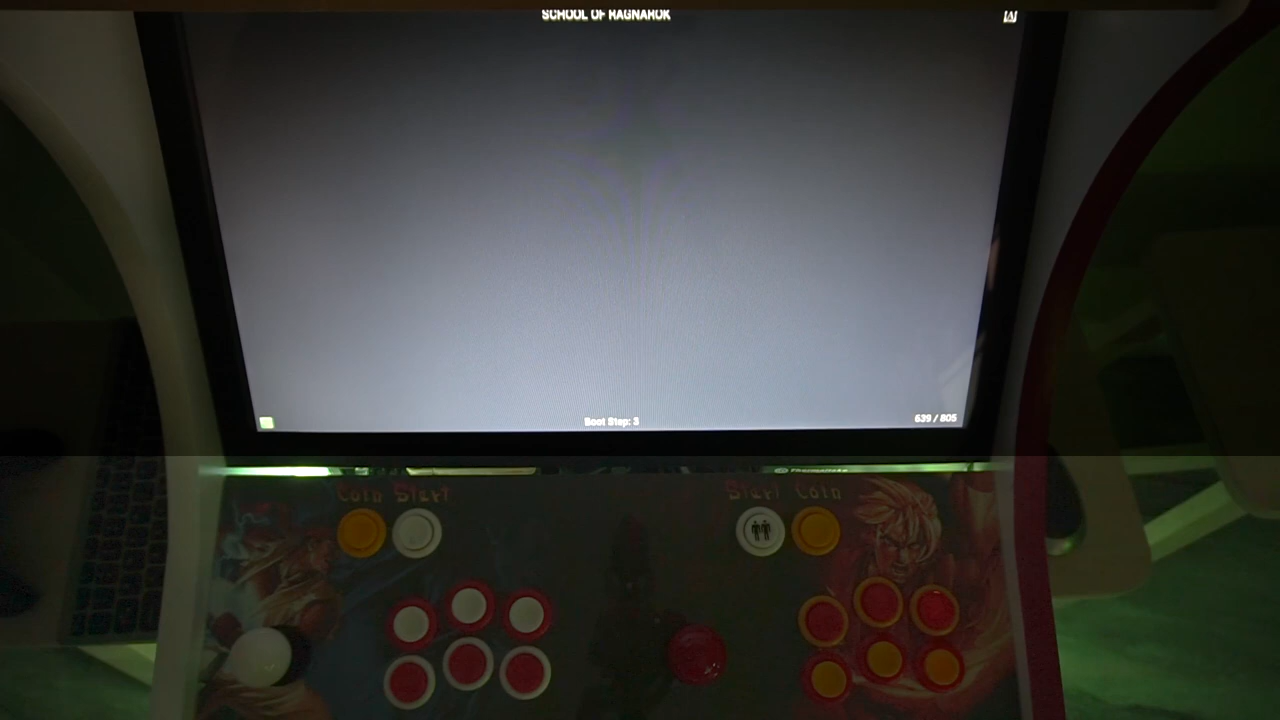 SCHOOL OF RAGNAROK
Boot Step: 3
639 / 805
Coin Start
Start Coin